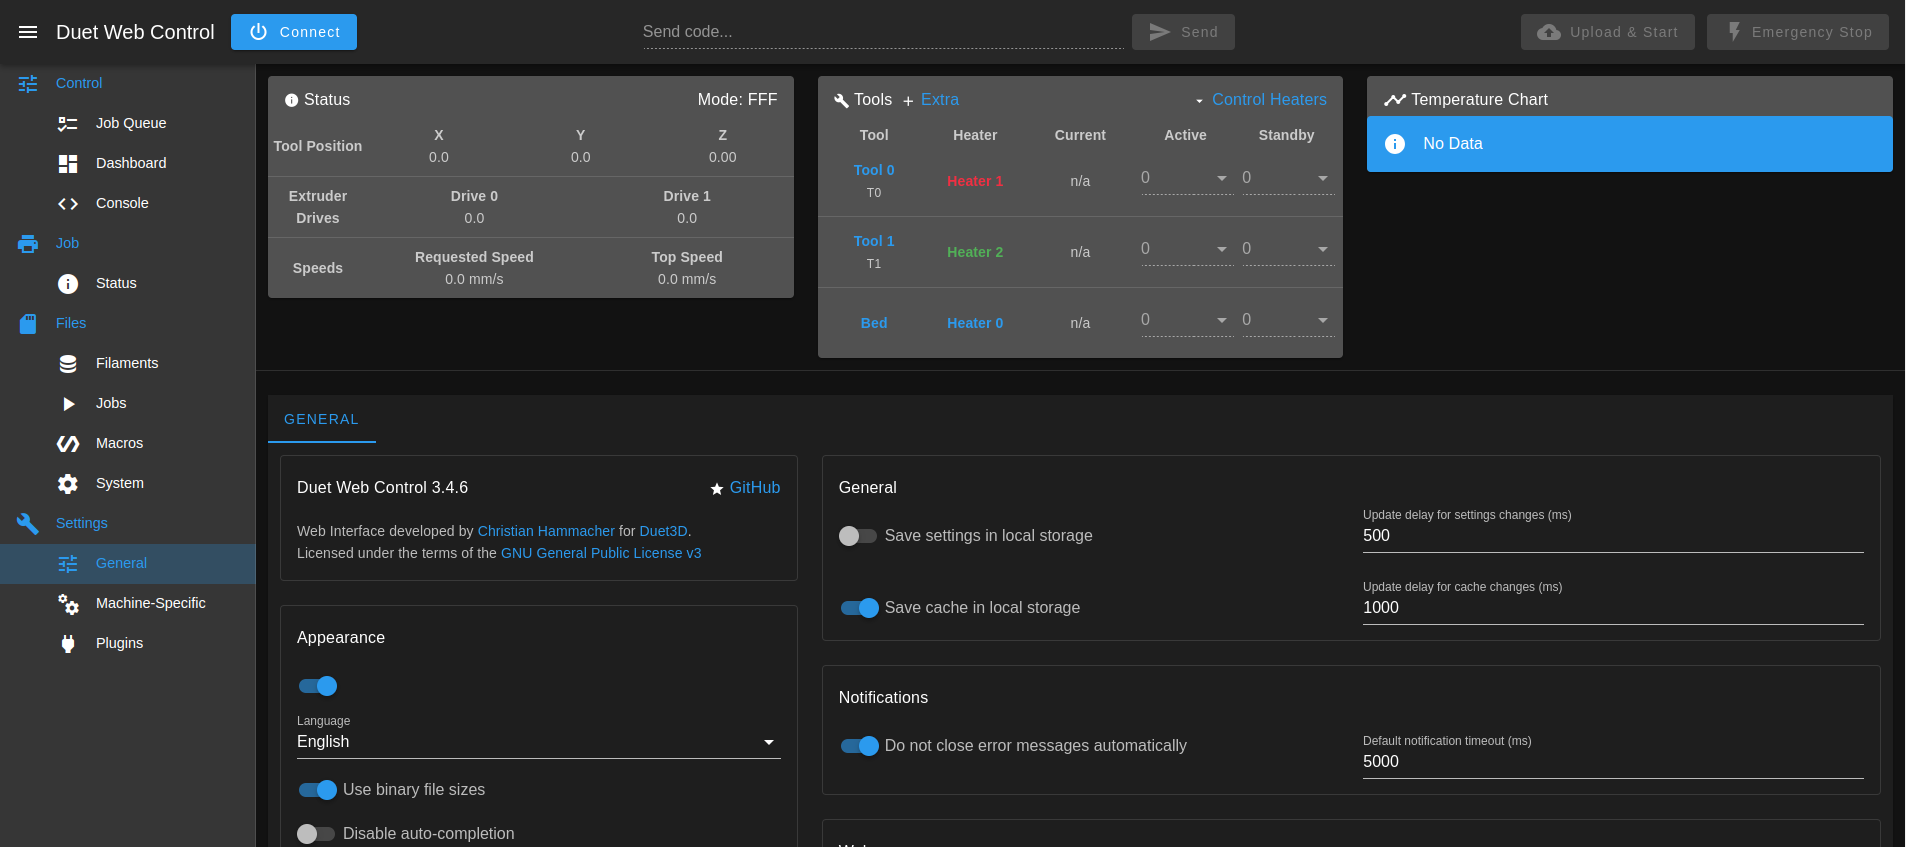 Duet Web Control
Connect
Send code...
Send
Upload & Start
Emergency Stop
Control
Job Queue
Dashboard
Console
Job
Status
Files
Filaments
Jobs
Macros
System
Settings
General
Machine-Specific
Plugins
Status
Mode: FFF
Tool Position
X
Y
Z
0.0
0.0
0.00
Extruder
Drives
Drive 0
Drive 1
0.0
0.0
Speeds
Requested Speed
Top Speed
0.0 mm/s
0.0 mm/s
Tools
Extra
Control Heaters
Tool
Heater
Current
Active
Standby
Tool 0
T0
Heater 1
n/a
0
0
Tool 1
T1
Heater 2
n/a
0
0
Bed
Heater 0
n/a
0
0
Temperature Chart
No Data
GENERAL
Duet Web Control 3.4.6
GitHub
Web Interface developed by Christian Hammacher for Duet3D.
Licensed under the terms of the GNU General Public License v3
Appearance
Language
English
Use binary file sizes
Disable auto-completion
General
Save settings in local storage
Update delay for settings changes (ms)
500
Save cache in local storage
Update delay for cache changes (ms)
1000
Notifications
Do not close error messages automatically
Default notification timeout (ms)
5000